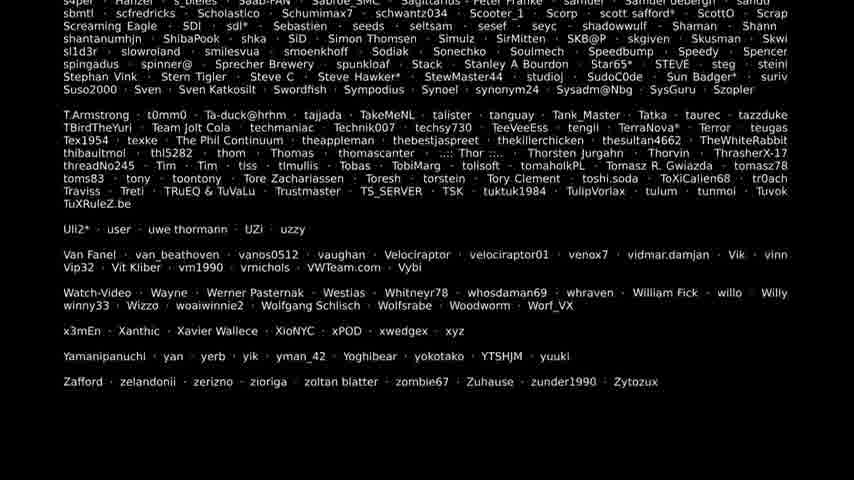 s4per · Hanzel · s_bleies · Saab-FAN · Sabroe_SMC · Sagittarius - Peter Franke · samuel · Samuel deBergh · sandd
sbmtl · scfredricks · Scholastico · Schumimax7 · schwantz034 · Scooter_1 · Scorp · scott safford* · ScottO · Scrap
Screaming Eagle · SDI · sdl* · Sebastien · seeds · seltsam · sesef · seyc · shadowwulf · Shaman · Shann
shantanumhjn · ShibaPook · shka · SiD · Simon Thomsen · Simulz · SirMitten · SK8@P · skgiven · Skusman · Skwi
sl1d3r · slowroland · smilesvua · smoenkhoff · Sodiak · Sonechko · Soulmech · Speedbump · Speedy · Spencer
spingadus · spinner@ · Sprecher Brewery · spunkloaf · Stack · Stanley A Bourdon · Star65* · STE\/E · steg · steini
Stephan Vink · Stern Tigler · Steve C · Steve Hawker* · StewMaster44 · studioj · SudoC0de · Sun Badger* · suriv
Suso2000 · Sven · Sven Katkosilt · Swordfish · Sympodius · Synoel · synonym24 · Sysadm@Nbg · SysGuru · Szopler
T.Armstrong · t0mm0 · Ta-duck@hrhm · tajjada · TakeMeNL · talister · tanguay · Tank_Master · Tatka · taurec · tazzduke
TBirdTheYuri · Team Jolt Cola · techmaniac · Technik007 · techsy730 · TeeVeeEss · tengli · TerraNova* · Terror · teugas
Tex1954 · texke · The Phil Continuum · theappleman · thebestjaspreet · thekillerchicken · thesultan4662 · TheWhiteRabbit
thibaultmol · thl5282 · thom · Thomas · thomascanter · ..:: Thor ::.. · Thorsten Jurgahn · Thorvin · ThrasherX-17
threadNo245 · Tim · Tim · tiss · tlmullis · Tobas · TobiMarg · tolisoft · tomaholkPL · Tomasz R. Gwiazda · tomasz78
toms83 · tony · toontony · Tore Zachariassen · Toresh · torstein · Tory Clement · toshi.soda · ToXiCalien68 · tr0ach
Traviss · Treti · TRuEQ & TuVaLu · Trustmaster · TS_SERVER · TSK · tuktuk1984 · TulipVorlax · tulum · tunmoi · Tuvok
TuXRuleZ.be
Uli2* · user · uwe thormann · UZi · uzzy
Van Fanel · van_beathoven · vanos0512 · vaughan · Velociraptor · velociraptor01 · venox7 · vidmar.damjan · Vik · vinn
Vip32 · Vit Kliber · vm1990 · vmichols · VWTeam.com · Vybi
Watch-Video · Wayne · Werner Pasternak · Westias · Whitneyr78 · whosdaman69 · whraven · William Fick · willo · Willy
winny33 · Wizzo · woaiwinnie2 · Wolfgang Schlisch · Wolfsrabe · Woodworm · Worf_VX
x3mEn · Xanthic · Xavier Wallece · XioNYC · xPOD · xwedgex · xyz
Yamanipanuchi · yan · yerb · yik · yman_42 · Yoghibear · yokotako · YTSHJM · yuuki
Zafford · zelandonii · zerizno · zioriga · zoltan blatter · zombie67 · Zuhause · zunder1990 · Zytozux